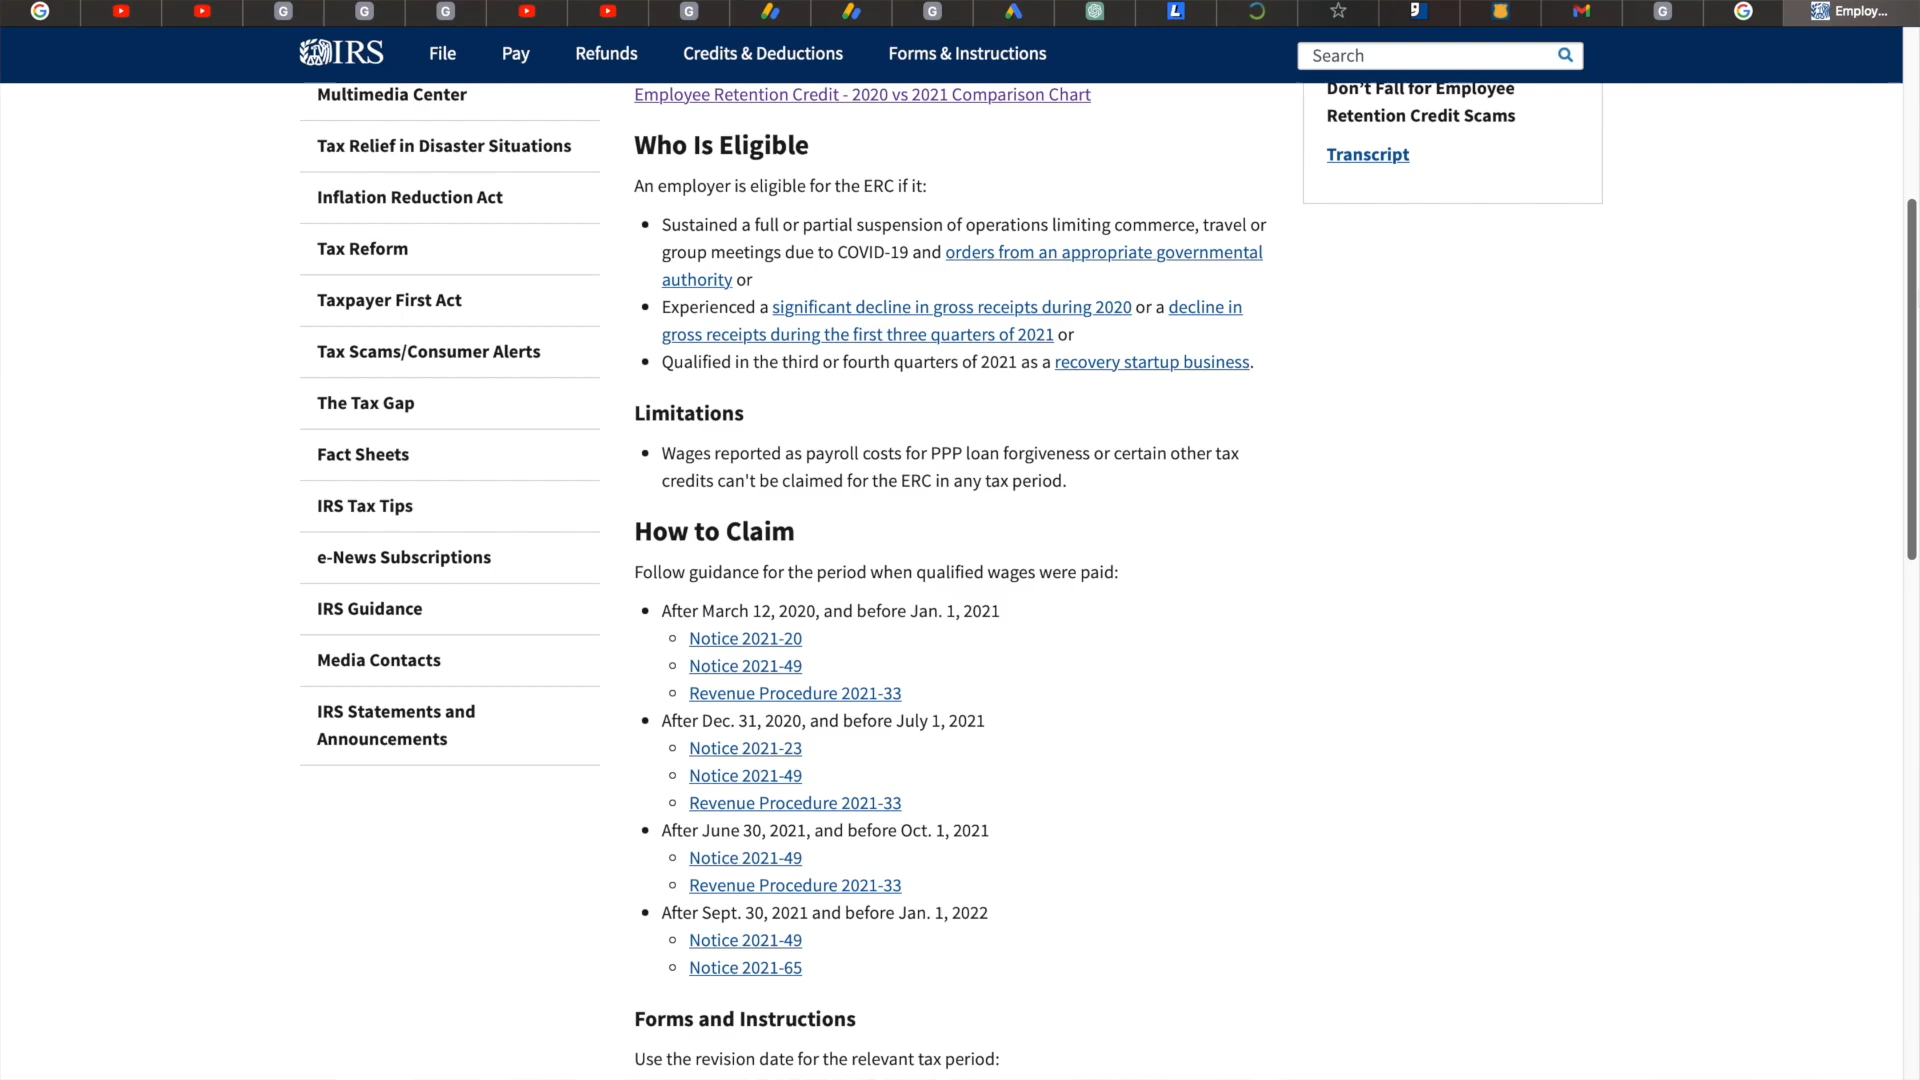 Employ...
IRS
File
Pay
Refunds
Credits & Deductions
Forms & Instructions
Search
Multimedia Center
Tax Relief in Disaster Situations
Inflation Reduction Act
Tax Reform
Taxpayer First Act
Tax Scams/Consumer Alerts
The Tax Gap
Fact Sheets
IRS Tax Tips
e-News Subscriptions
IRS Guidance
Media Contacts
IRS Statements and
Announcements
Employee Retention Credit - 2020 vs 2021 Comparison Chart
Who Is Eligible
An employer is eligible for the ERC if it:
Sustained a full or partial suspension of operations limiting commerce, travel or
group meetings due to COVID-19 and orders from an appropriate governmental
authority or
Experienced a significant decline in gross receipts during 2020 or a decline in
gross receipts during the first three quarters of 2021 or
Qualified in the third or fourth quarters of 2021 as a recovery startup business.
Limitations
Wages reported as payroll costs for PPP loan forgiveness or certain other tax
credits can't be claimed for the ERC in any tax period.
How to Claim
Follow guidance for the period when qualified wages were paid:
After March 12, 2020, and before Jan. 1, 2021
Notice 2021-20
Notice 2021-49
Revenue Procedure 2021-33
After Dec. 31, 2020, and before July 1, 2021
Notice 2021-23
Notice 2021-49
Revenue Procedure 2021-33
After June 30, 2021, and before Oct. 1, 2021
Notice 2021-49
Revenue Procedure 2021-33
After Sept. 30, 2021 and before Jan. 1, 2022
Notice 2021-49
Notice 2021-65
Forms and Instructions
Use the revision date for the relevant tax period:
Don’t Fall for Employee
Retention Credit Scams
Transcript